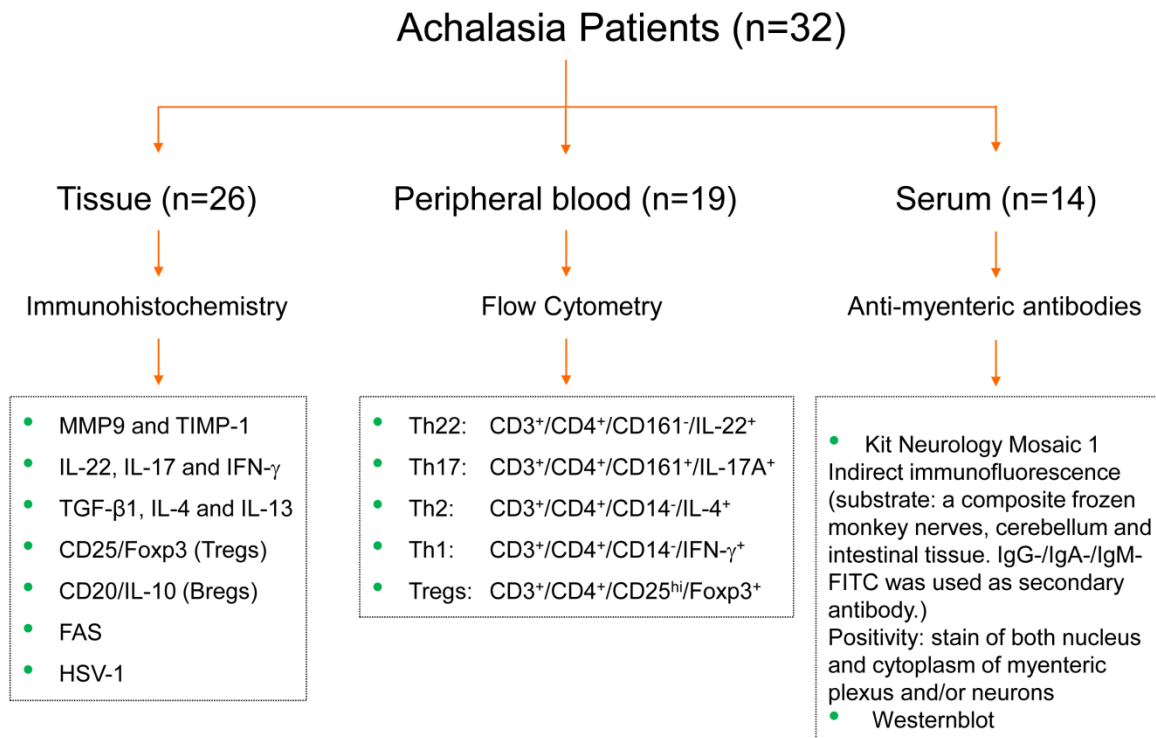 Achalasia Patients (n=32)
Tissue (n=26)
Peripheral blood (n=19)
Serum (n=14)
Immunohistochemistry
Flow Cytometry
Anti-myenteric antibodies
• MMP9 and TIMP-1
• IL-22, IL-17 and IFN-γ
• TGF-β1, IL-4 and IL-13
• CD25/Foxp3 (Tregs)
• CD20/IL-10 (Bregs)
• FAS
• HSV-1
• Th22: CD3⁺/CD4⁺/CD161⁻/IL-22⁺
• Th17: CD3⁺/CD4⁺/CD161⁺/IL-17A⁺
• Th2: CD3⁺/CD4⁺/CD14⁻/IL-4⁺
• Th1: CD3⁺/CD4⁺/CD14⁻/IFN-γ⁺
• Tregs: CD3⁺/CD4⁺/CD25ʰⁱ/Foxp3⁺
• Kit Neurology Mosaic 1
Indirect immunofluorescence
(substrate: a composite frozen
monkey nerves, cerebellum and
intestinal tissue. IgG-/IgA-/IgM-
FITC was used as secondary
antibody.)
Positivity: stain of both nucleus
and cytoplasm of myenteric
plexus and/or neurons
• Westernblot